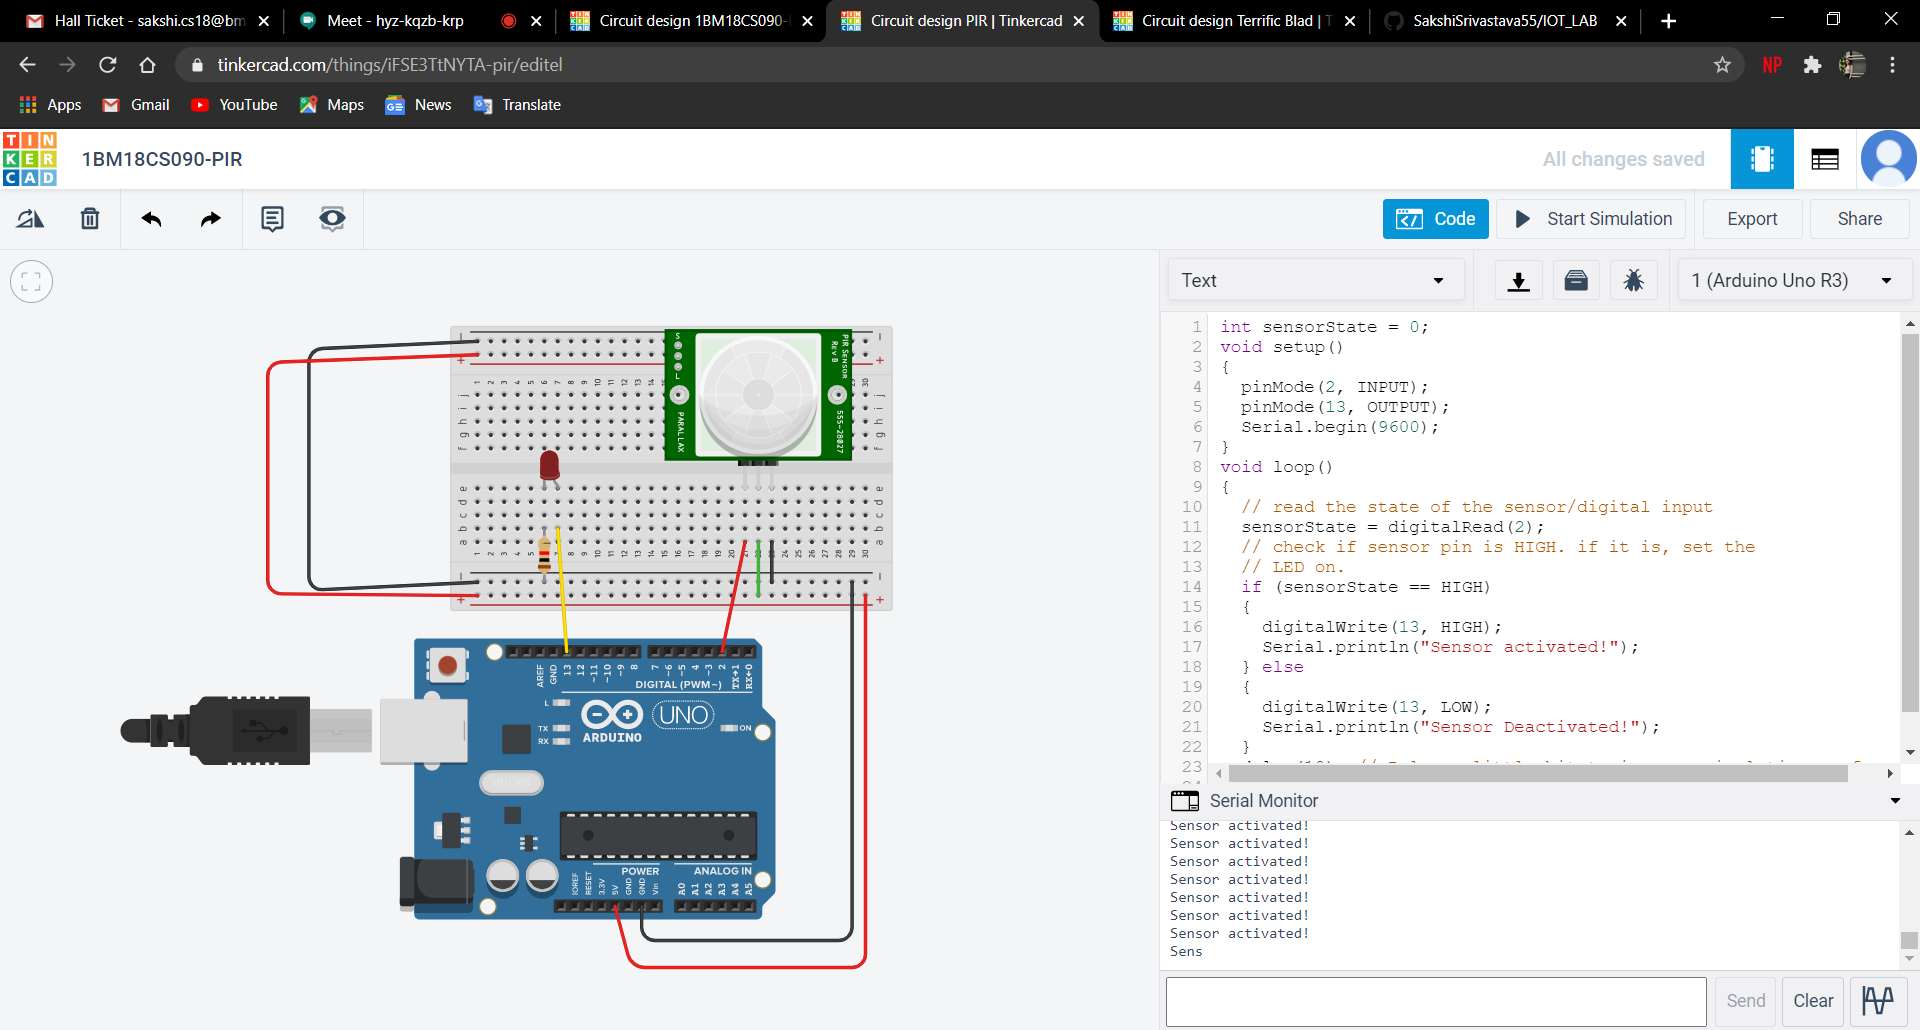 Hall Ticket - sakshi.cs18@bm
Meet - hyz-kqzb-krp
Circuit design 1BM18CS090-
Circuit design PIR | Tinkercad
Circuit design Terrific Blad | T
SakshiSrivastava55/IOT_LAB
tinkercad.com/things/iFSE3TtNYTA-pir/editel
NP
Apps
Gmail
YouTube
Maps
News
Translate
TINKERCAD
1BM18CS090-PIR
All changes saved
Code
Start Simulation
Export
Share
Text
1 (Arduino Uno R3)
1 int sensorState = 0;
2 void setup()
3 {
4 pinMode(2, INPUT);
5 pinMode(13, OUTPUT);
6 Serial.begin(9600);
7 }
8 void loop()
9 {
10 // read the state of the sensor/digital input
11 sensorState = digitalRead(2);
12 // check if sensor pin is HIGH. if it is, set the
13 // LED on.
14 if (sensorState == HIGH)
15 {
16 digitalWrite(13, HIGH);
17 Serial.println("Sensor activated!");
18 } else
19 {
20 digitalWrite(13, LOW);
21 Serial.println("Sensor Deactivated!");
22 }
23
Serial Monitor
Sensor activated!
Sensor activated!
Sensor activated!
Sensor activated!
Sensor activated!
Sensor activated!
Sensor activated!
Sens
Send
Clear
PIR SENSOR
Rev B
555-28027
PARALLAX
S
L
AREF
GND
13
12
~11
~10
~9
8
7
~6
~5
4
~3
2
TX→1
RX←0
DIGITAL (PWM~)
L
TX
RX
ARDUINO
UNO
ON
POWER
ANALOG IN
IOREF
RESET
3.3V
5V
GND
GND
Vin
A0
A1
A2
A3
A4
A5